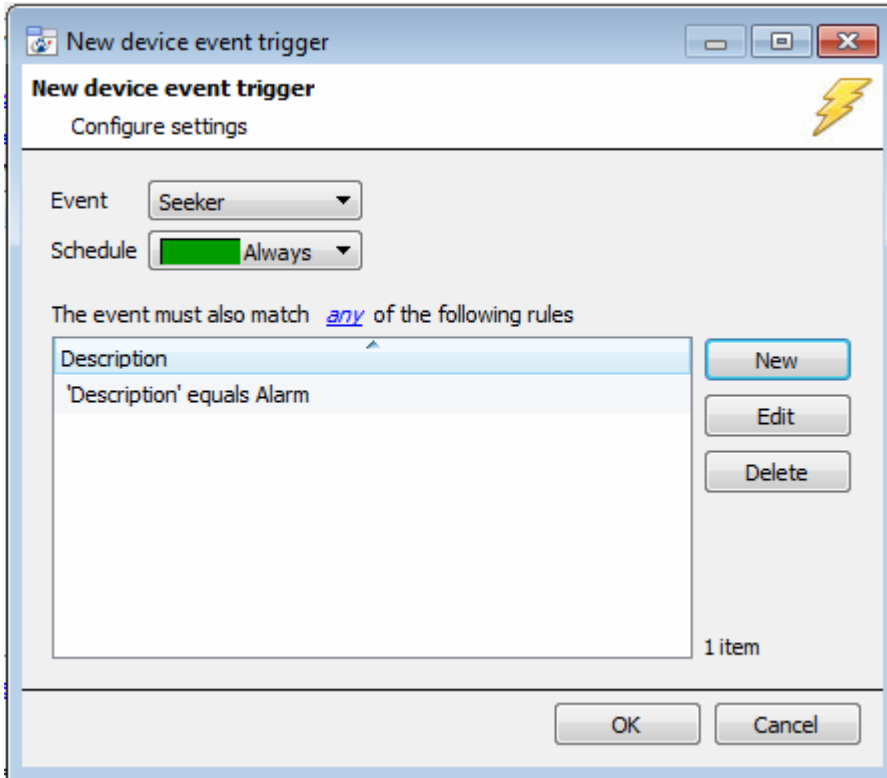 New device event trigger
New device event trigger
Configure settings
Event Seeker
Schedule Always
The event must also match any of the following rules
Description
'Description' equals Alarm
New
Edit
Delete
1 item
OK Cancel